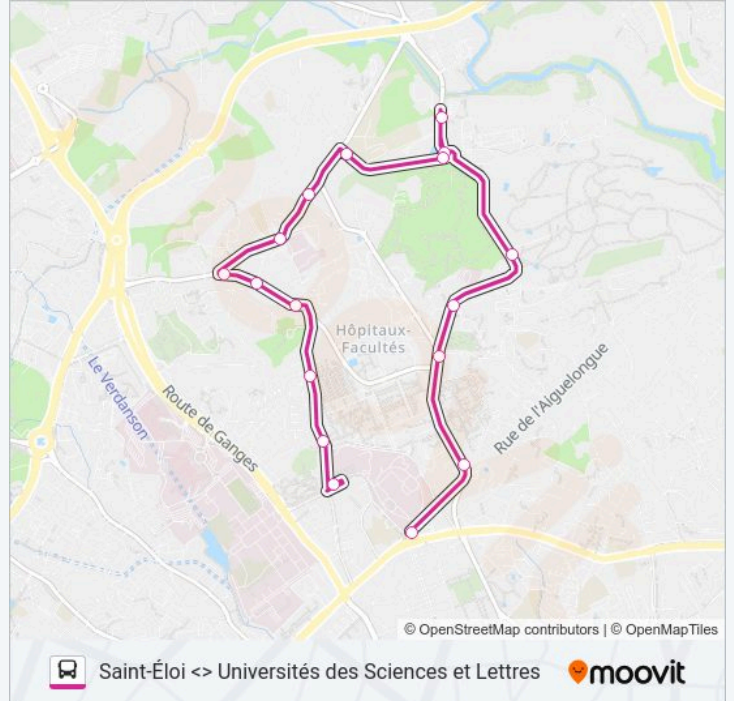 Hôpitaux-
Facultés
Le Verdanson
Route de Ganges
Rue de l'Aiguelongue
© OpenStreetMap contributors | © OpenMapTiles
Saint-Éloi <> Universités des Sciences et Lettres
moovit